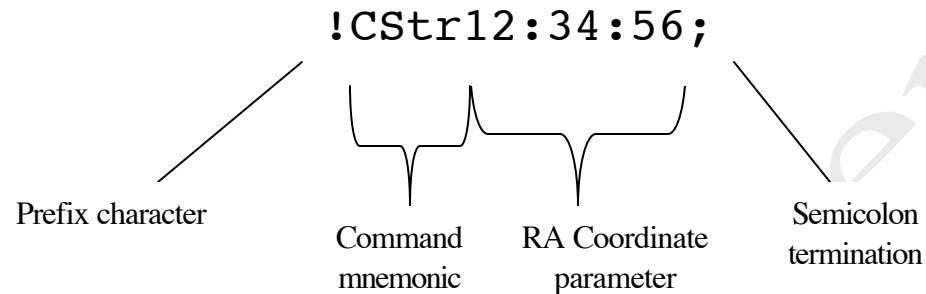 !CStr12:34:56;
Prefix character
Command
mnemonic
RA Coordinate
parameter
Semicolon
termination